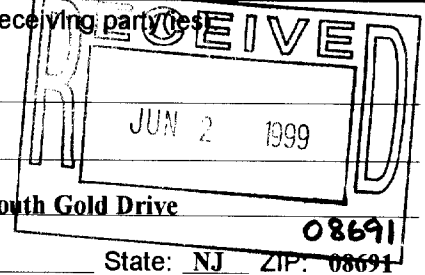 eceiving party(ies)
RECEIVED
JUN 2 1999
outh Gold Drive
08691
State: NJ ZIP: 08691